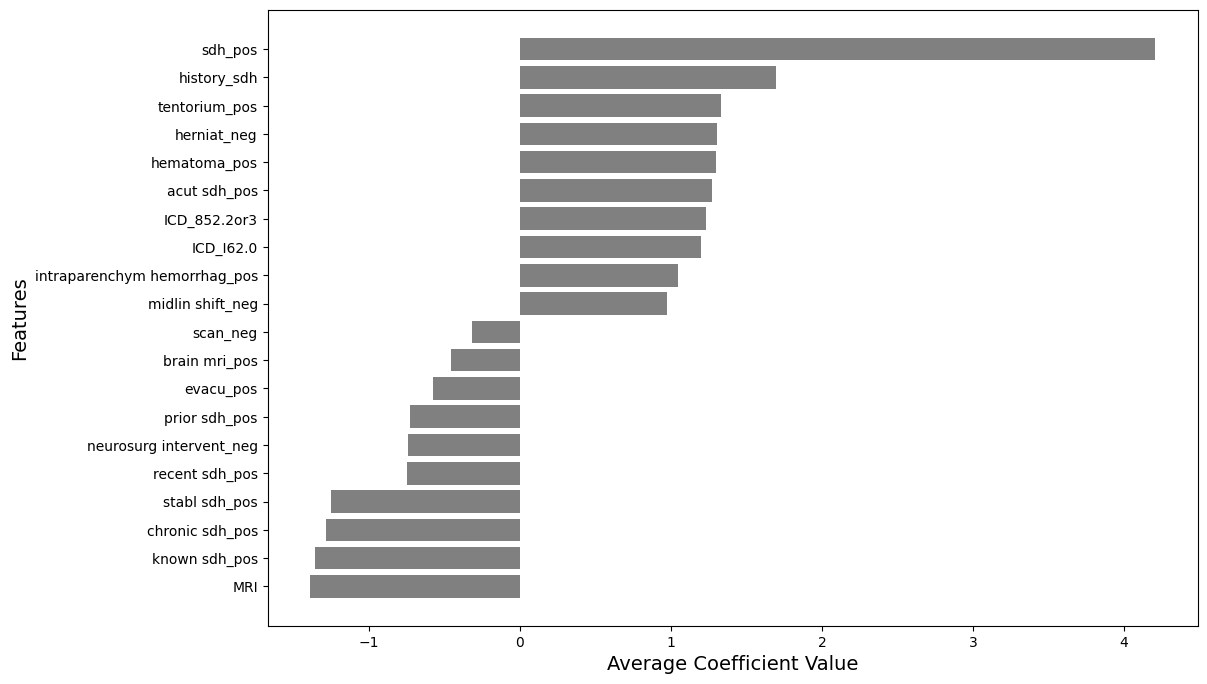 sdh_pos
history_sdh
tentorium_pos
herniat_neg
hematoma_pos
acut sdh_pos
ICD_852.2or3
ICD_I62.0
intraparenchym hemorrhag_pos
midlin shift_neg
scan_neg
brain mri_pos
evacu_pos
prior sdh_pos
neurosurg intervent_neg
recent sdh_pos
stabl sdh_pos
chronic sdh_pos
known sdh_pos
MRI
Features
−1 0 1 2 3 4
Average Coefficient Value